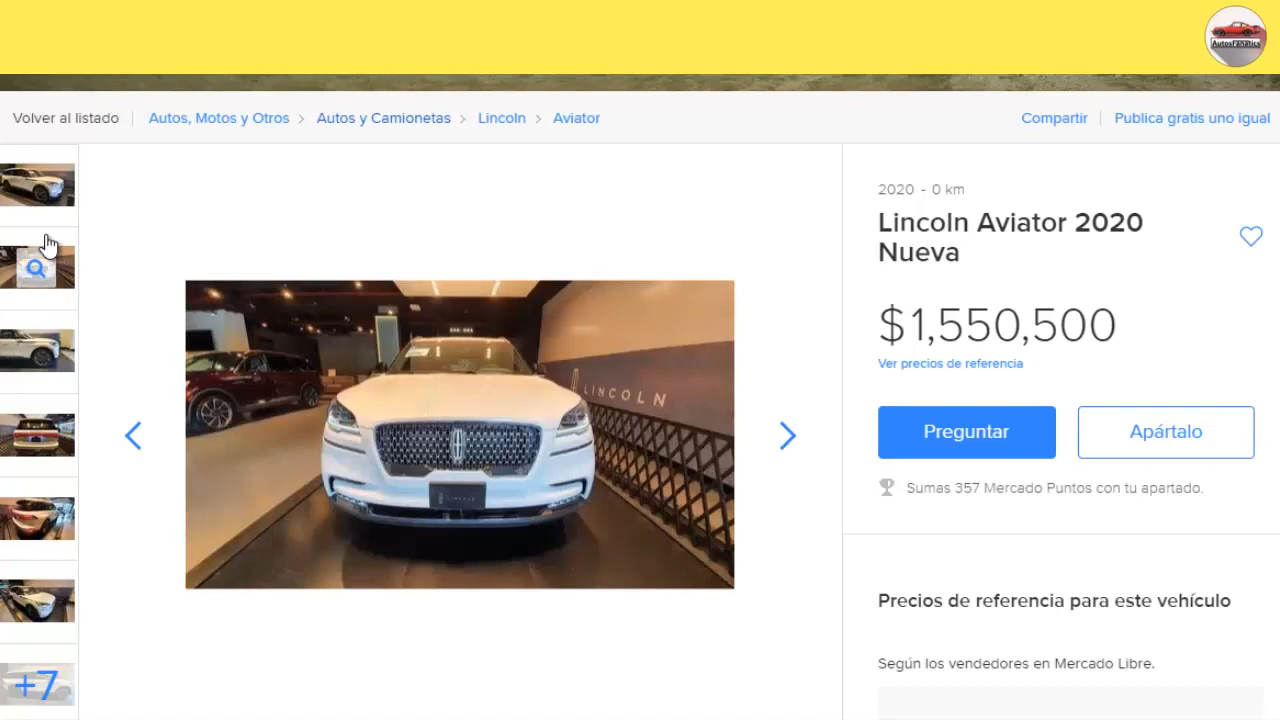 AutosFanRics
Volver al listado
Autos, Motos y Otros > Autos y Camionetas > Lincoln > Aviator
Compartir
Publica gratis uno igual
2020 - 0 km
Lincoln Aviator 2020
Nueva
$1,550,500
Ver precios de referencia
Preguntar
Apártalo
Sumas 357 Mercado Puntos con tu apartado.
LINCOLN
LINCOLN
+7
Precios de referencia para este vehículo
Según los vendedores en Mercado Libre.